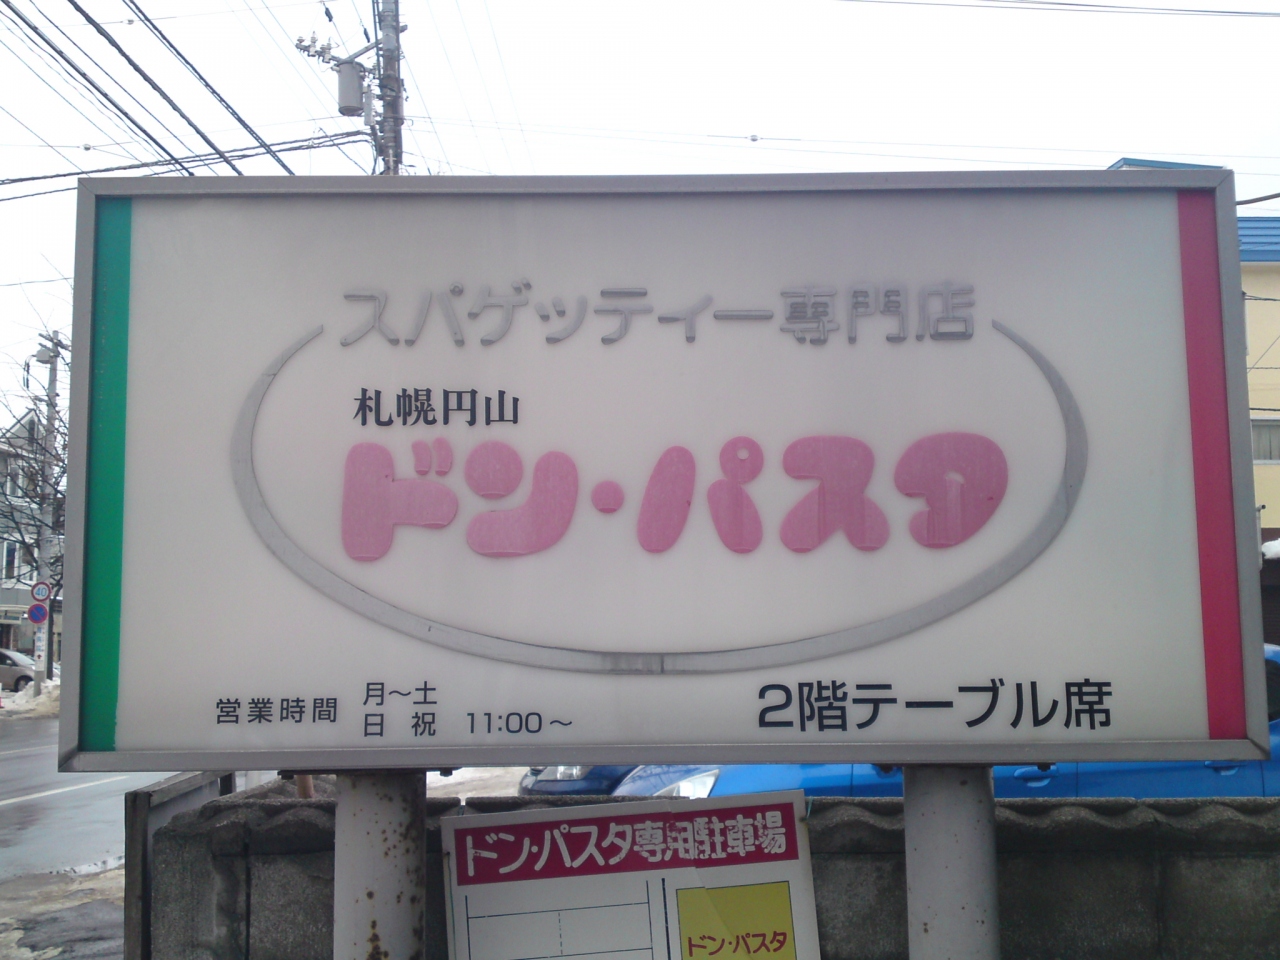 スパゲッティー専門店
札幌円山
ドン・パスタ
営業時間 月〜土
日 祝 11:00〜
2階テーブル席
ドン・パスタ専用駐車場
ドン・パスタ
40